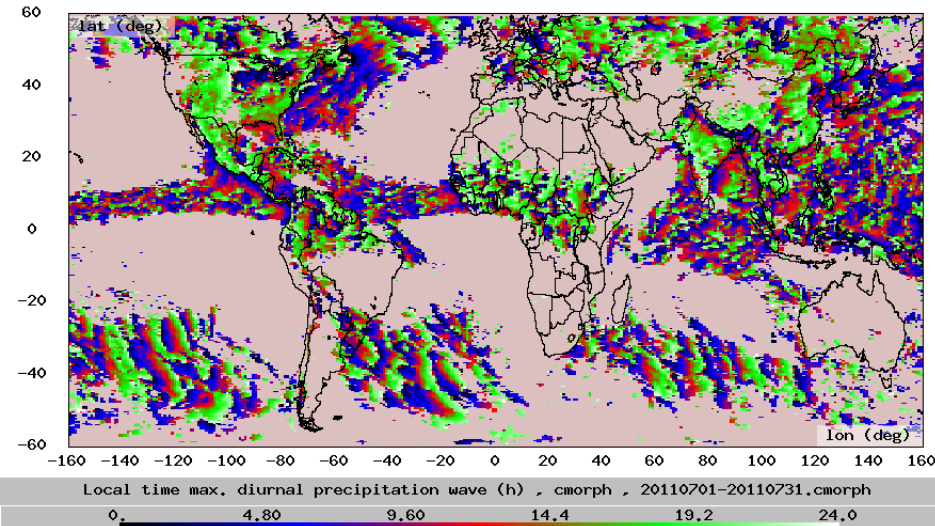 60
lat (deg)
40
20
0
−20
−40
−60
lon (deg)
−160 −140 −120 −100 −80 −60 −40 −20 0 20 40 60 80 100 120 140 160
Local time max. diurnal precipitation wave (h) , cmorph , 20110701−20110731.cmorph
0. 4.80 9.60 14.4 19.2 24.0